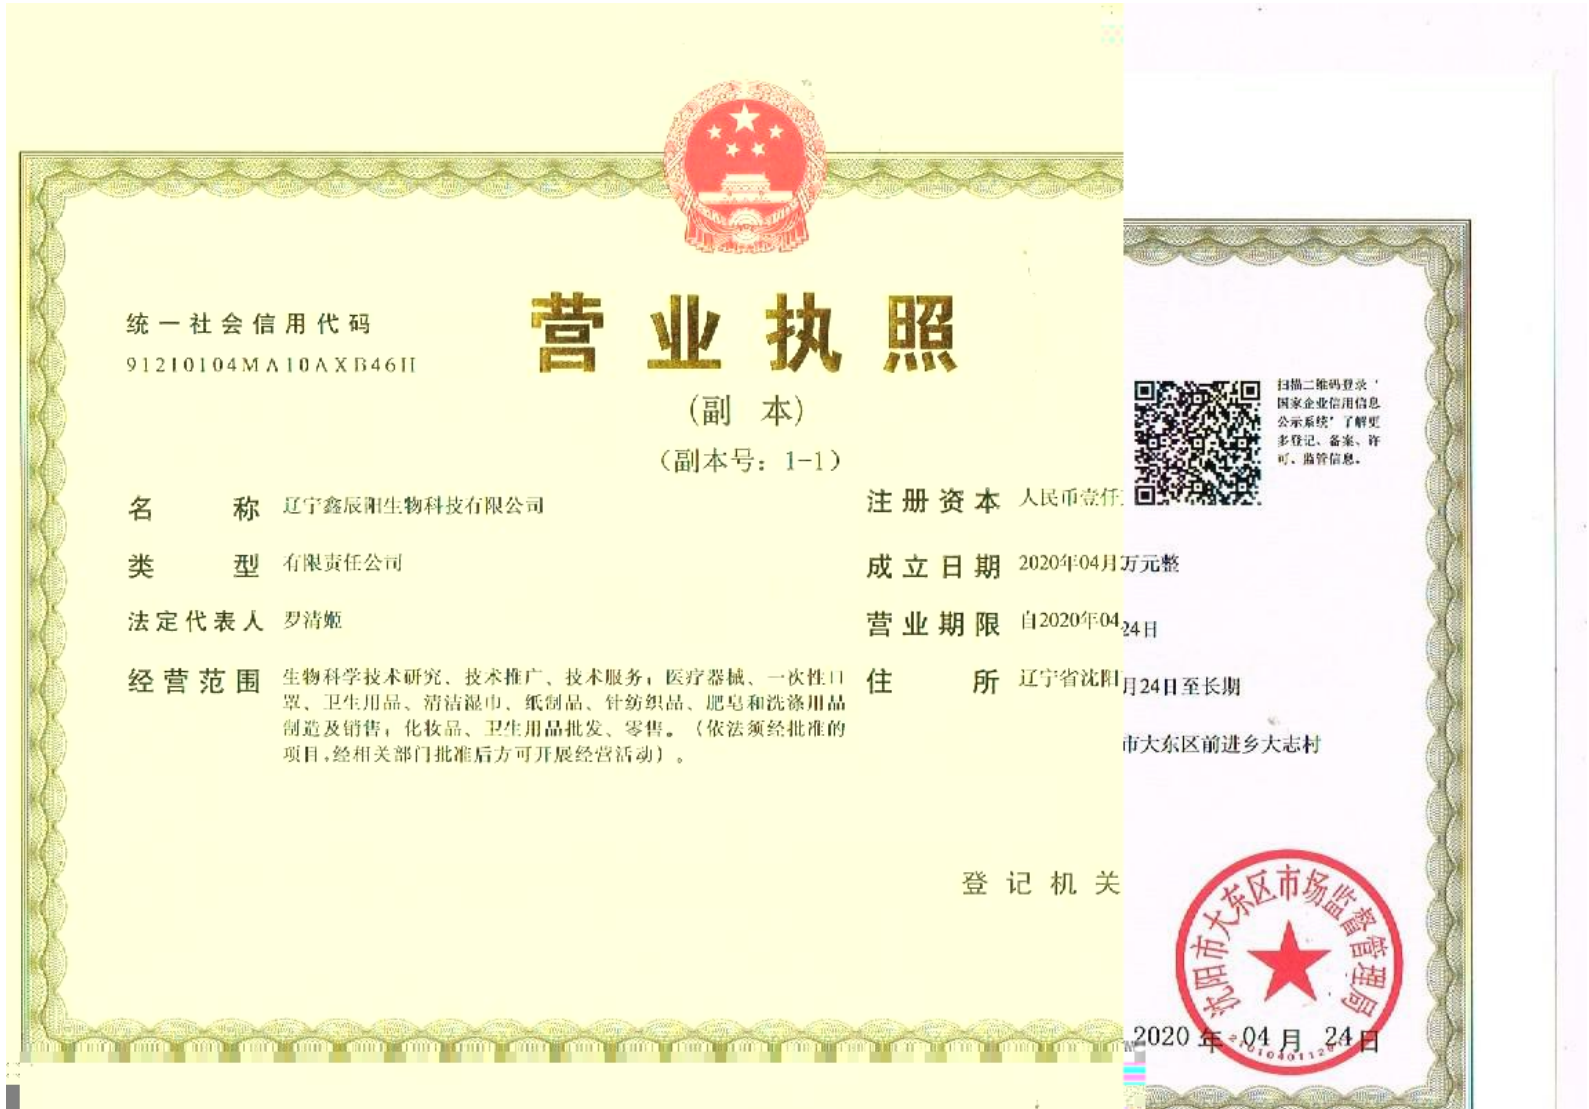 营业执照
(副 本)
(副本号：1-1)
统一社会信用代码
91210104MA10AXB46H
扫描二维码登录'
国家企业信用信息
公示系统'了解更
多登记、备案、许
可、监管信息。
名 称 辽宁鑫辰阳生物科技有限公司
类 型 有限责任公司
法定代表人 罗清姬
经营范围 生物科学技术研究、技术推广、技术服务；医疗器械、一次性口
罩、卫生用品、清洁湿巾、纸制品、针纺织品、肥皂和洗涤用品
制造及销售；化妆品、卫生用品批发、零售。（依法须经批准的
项目,经相关部门批准后方可开展经营活动）。
注册资本 人民币壹仟
万元整
成立日期 2020年04月
24日
营业期限 自2020年04
月24日至长期
住 所 辽宁省沈阳
市大东区前进乡大志村
登记机关
沈阳市大东区市场监督管理局
2020 年 04 月 24日